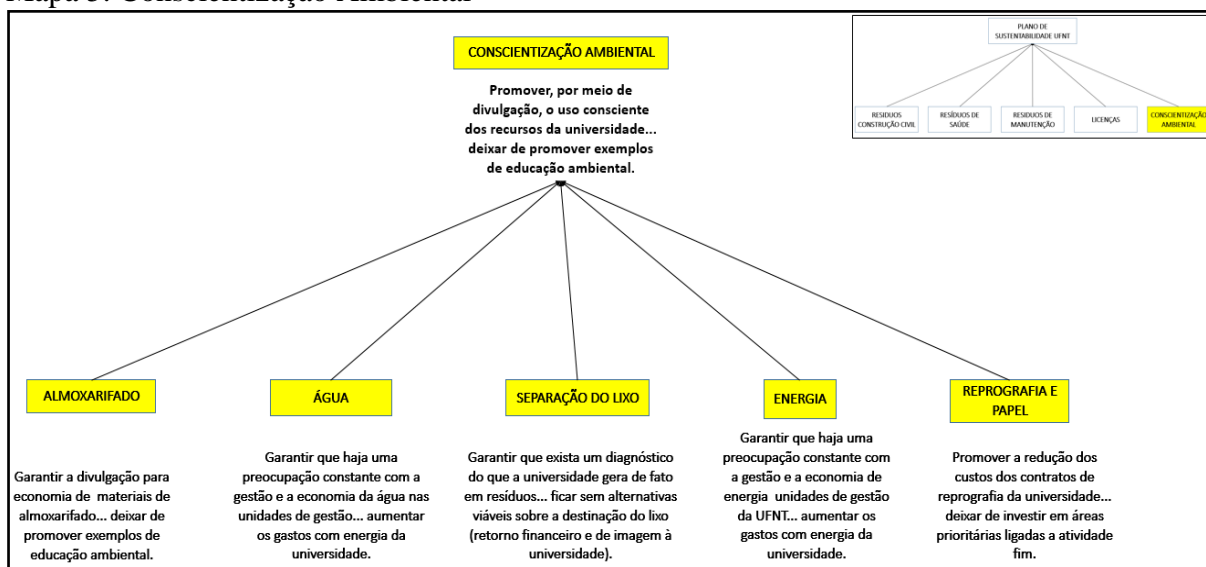 Mapa 5: Conscientização Ambiental
CONSCIENTIZAÇÃO AMBIENTAL
Promover, por meio de
divulgação, o uso consciente
dos recursos da universidade...
deixar de promover exemplos
de educação ambiental.
PLANO DE
SUSTENTABILIDADE UFNT
RESIDUOS
CONSTRUÇÃO CIVIL
RESÍDUOS DE
SAÚDE
RESIDUOS DE
MANUTENÇÃO
LICENÇAS
CONSCIENTIZAÇÃO
AMBIENTAL
ALMOXARIFADO
Garantir a divulgação para
economia de materiais de
almoxarifado... deixar de
promover exemplos de
educação ambiental.
ÁGUA
Garantir que haja uma
preocupação constante com a
gestão e a economia da água nas
unidades de gestão... aumentar
os gastos com energia da
universidade.
SEPARAÇÃO DO LIXO
Garantir que exista um diagnóstico
do que a universidade gera de fato
em resíduos... ficar sem alternativas
viáveis sobre a destinação do lixo
(retorno financeiro e de imagem à
universidade).
ENERGIA
Garantir que haja uma
preocupação constante com
a gestão e a economia de
energia unidades de gestão
da UFNT... aumentar os
gastos com energia da
universidade.
REPROGRAFIA E
PAPEL
Promover a redução dos
custos dos contratos de
reprografia da universidade...
deixar de investir em áreas
prioritárias ligadas a atividade
fim.